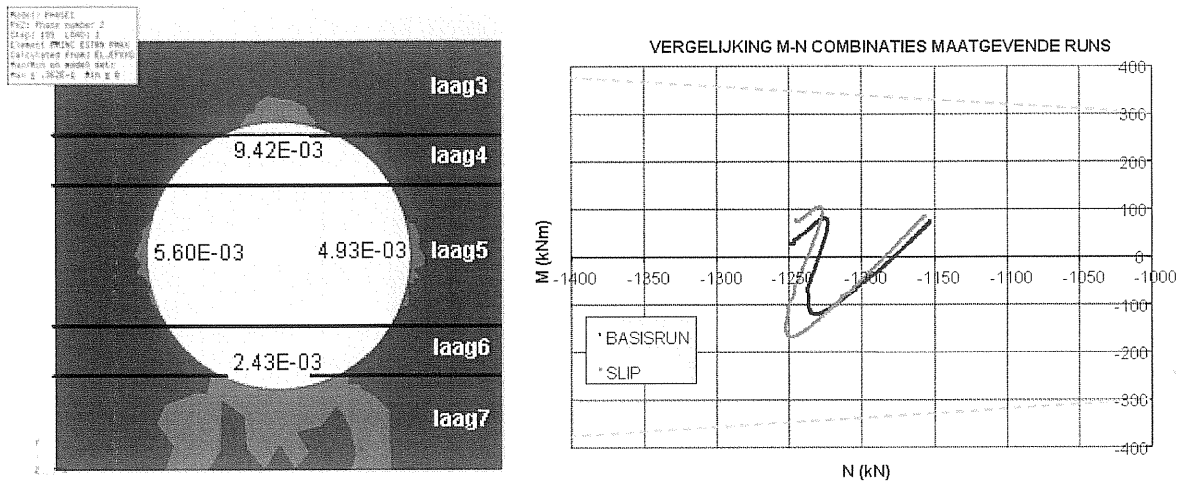 laag3
9.42E-03
laag4
5.60E-03
4.93E-03
laag5
laag6
2.43E-03
laag7
VERGELIJKING M-N COMBINATIES MAATGEVENDE RUNS
400
300
200
100
0
-100
-200
-300
-400
M (kNm)
-1400
-1350
-1300
-1250
-1200
-1150
-1100
-1050
-1000
BASISRUN
SLIP
N (kN)